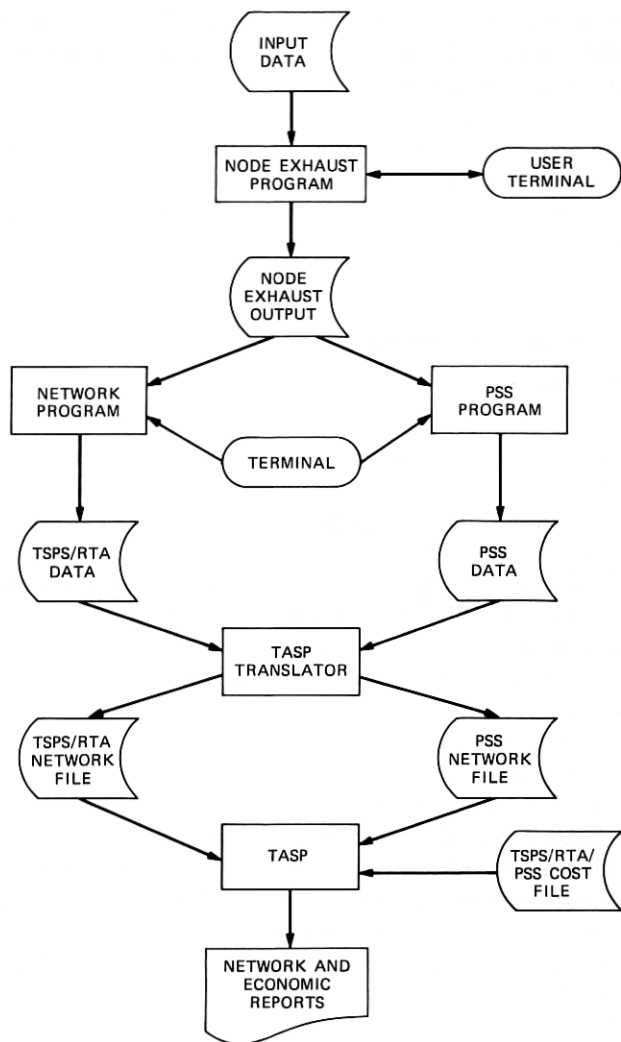 INPUT
DATA
NODE EXHAUST
PROGRAM
USER
TERMINAL
NODE
EXHAUST
OUTPUT
NETWORK
PROGRAM
PSS
PROGRAM
TERMINAL
TSPS/RTA
DATA
PSS
DATA
TASP
TRANSLATOR
TSPS/RTA
NETWORK
FILE
PSS
NETWORK
FILE
TASP
TSPS/RTA/
PSS COST
FILE
NETWORK AND
ECONOMIC
REPORTS